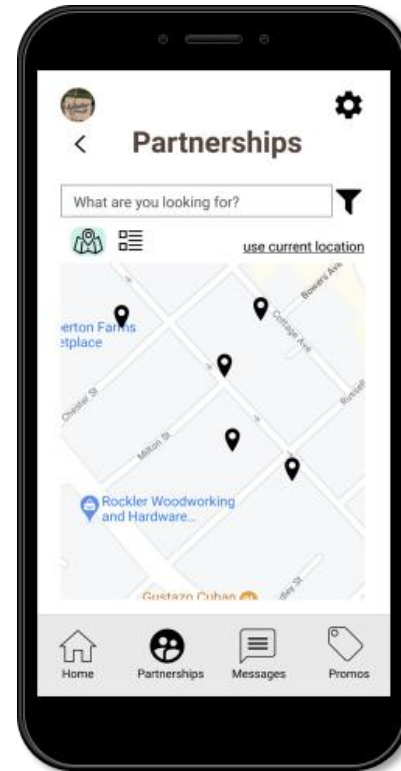 Partnerships
What are you looking for?
use current location
Bowers Ave
erton Farms
etplace
Cottage Ave
Chester St
Russell
Milton St
Rockler Woodworking
and Hardware...
Gustazo Cuban
Home
Partnerships
Messages
Promos